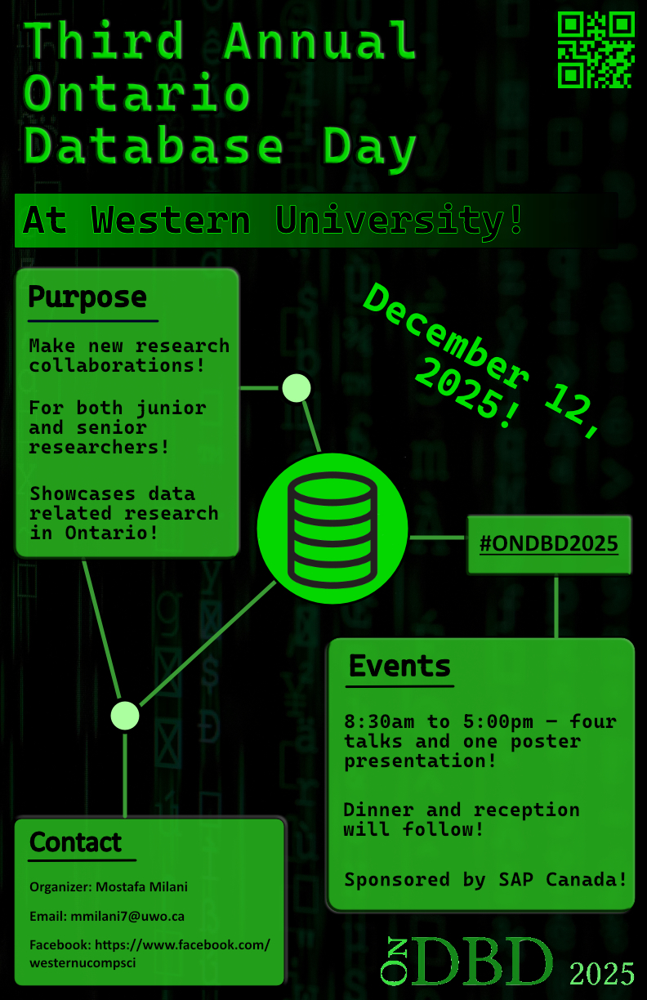 Third Annual
Ontario
Database Day
At Western University!
Purpose
Make new research
collaborations!
For both junior
and senior
researchers!
Showcases data
related research
in Ontario!
December 12,
2025!
#ONDBD2025
Events
8:30am to 5:00pm – four
talks and one poster
presentation!
Dinner and reception
will follow!
Sponsored by SAP Canada!
Contact
Organizer: Mostafa Milani
Email: mmilani7@uwo.ca
Facebook: https://www.facebook.com/
westernucompsci
ON DBD 2025